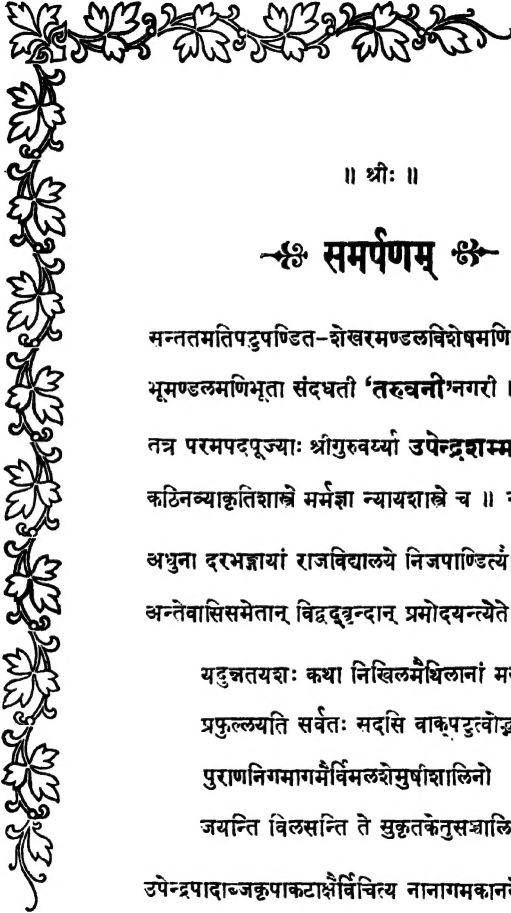 ॥ श्रीः ॥
समर्पणम्
सन्ततमतिपटुपण्डित-शेखरमण्डलविशेषमणि
भूमण्डलमणिभूता संदधती ‘तरुवनी’नगरी ।
तत्र परमपदपूज्याः श्रीगुरुवर्य्या उपेन्द्रशम्म
कठिनव्याकृतिशास्त्रे मर्मज्ञा न्यायशास्त्रे च ॥
अधुना दरभङ्गायां राजविद्यालये निजपाण्डित्यै
अन्तेवासिसमेतान् विद्वद्वृन्दान् प्रमोदयन्त्येते
यदुन्नतयशः कथा निखिलमैथिलानां म
प्रफुल्लयति सर्वतः सदसि वाक्पटुत्वो
पुराणनिगमागमैर्विमलशेमुषीशालिनो
जयन्ति विलसन्ति ते सुकृतकेतुसञ्चालि
उपेन्द्रपादाब्जकृपाकटाक्षैर्विचित्य नानागमकान